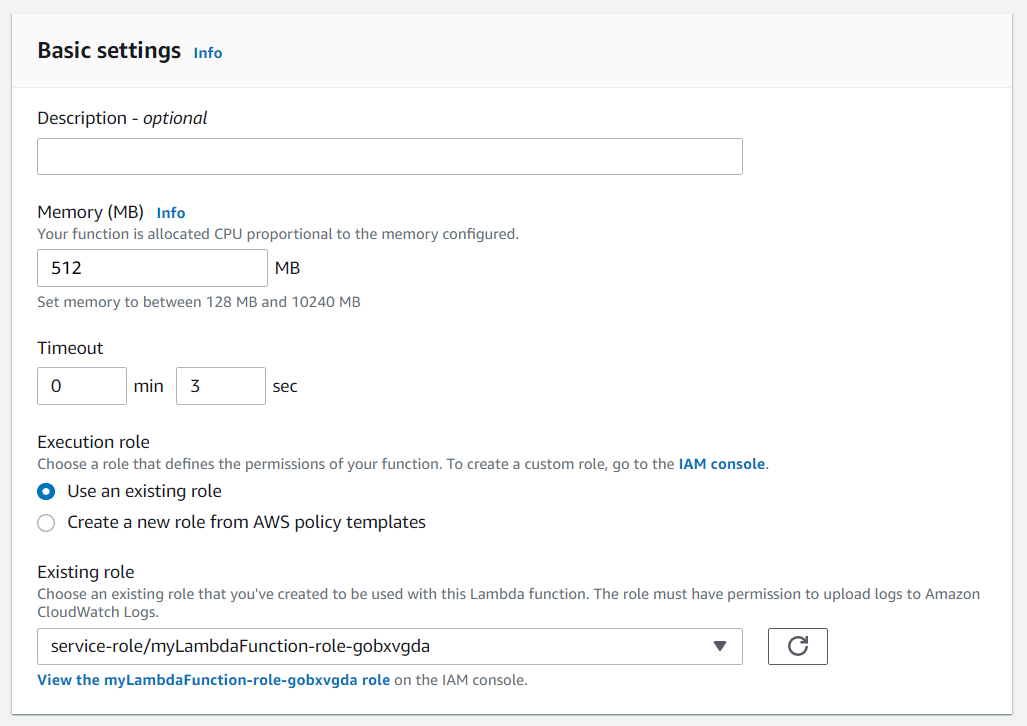 Basic settings Info
Description - optional
Memory (MB) Info
Your function is allocated CPU proportional to the memory configured.
512 MB
Set memory to between 128 MB and 10240 MB
Timeout
0 min 3 sec
Execution role
Choose a role that defines the permissions of your function. To create a custom role, go to the IAM console.
Use an existing role
Create a new role from AWS policy templates
Existing role
Choose an existing role that you've created to be used with this Lambda function. The role must have permission to upload logs to Amazon
CloudWatch Logs.
service-role/myLambdaFunction-role-gobxvgda
View the myLambdaFunction-role-gobxvgda role on the IAM console.